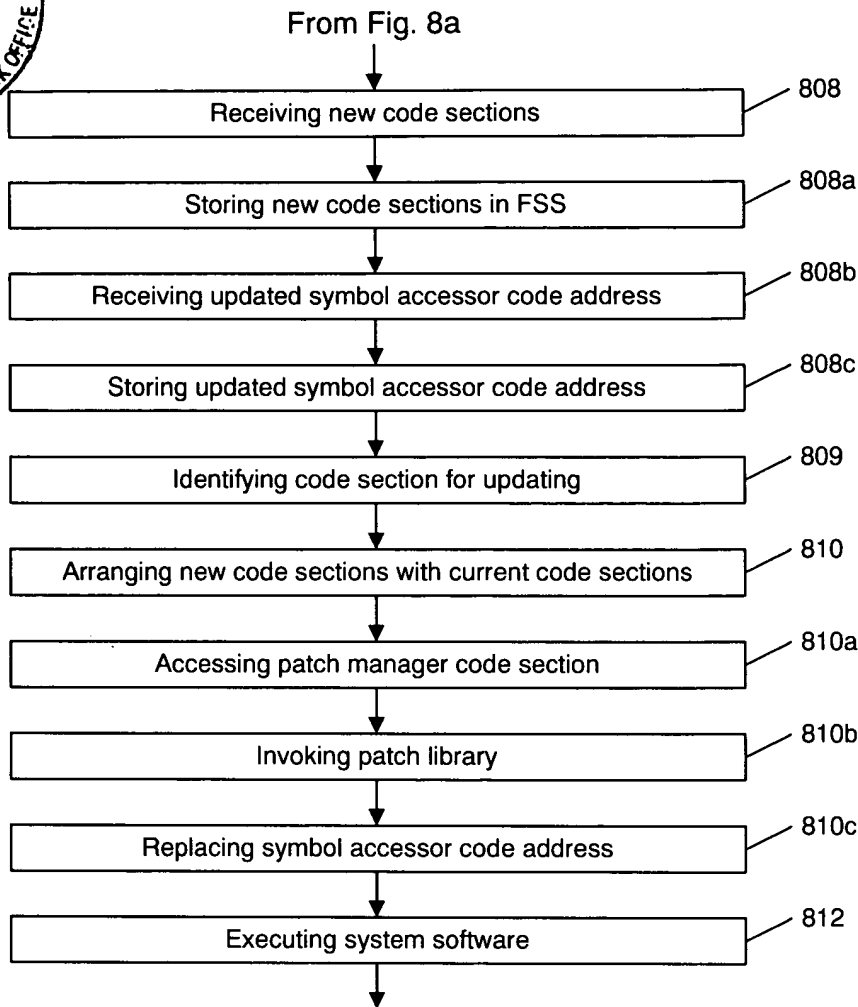 OFFICE
From Fig. 8a
Receiving new code sections
808
Storing new code sections in FSS
808a
Receiving updated symbol accessor code address
808b
Storing updated symbol accessor code address
808c
Identifying code section for updating
809
Arranging new code sections with current code sections
810
Accessing patch manager code section
810a
Invoking patch library
810b
Replacing symbol accessor code address
810c
Executing system software
812